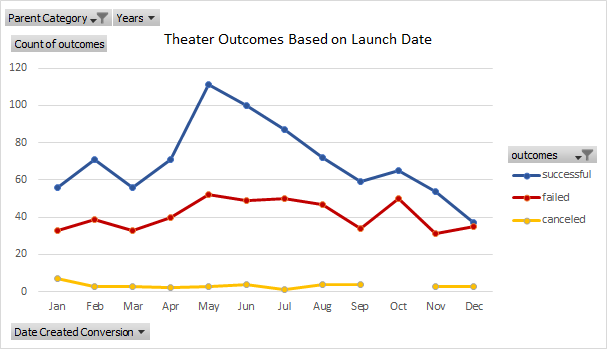 Parent Category Years
Count of outcomes
Theater Outcomes Based on Launch Date
120
100
80
60
40
20
0
Jan Feb Mar Apr May Jun Jul Aug Sep Oct Nov Dec
outcomes
successful
failed
canceled
Date Created Conversion